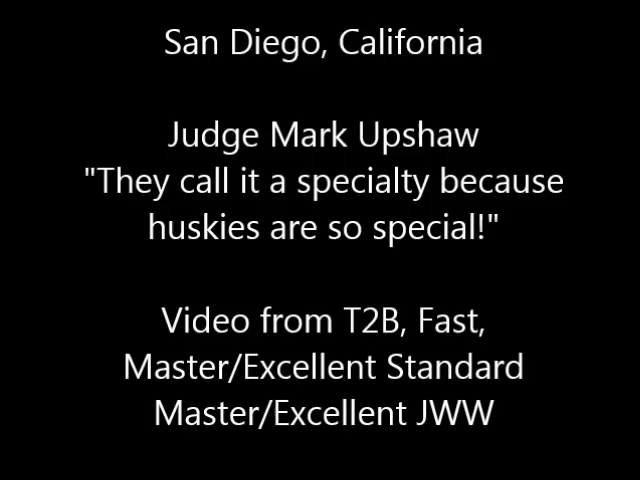 San Diego, California
Judge Mark Upshaw
"They call it a specialty because
huskies are so special!"
Video from T2B, Fast,
Master/Excellent Standard
Master/Excellent JWW